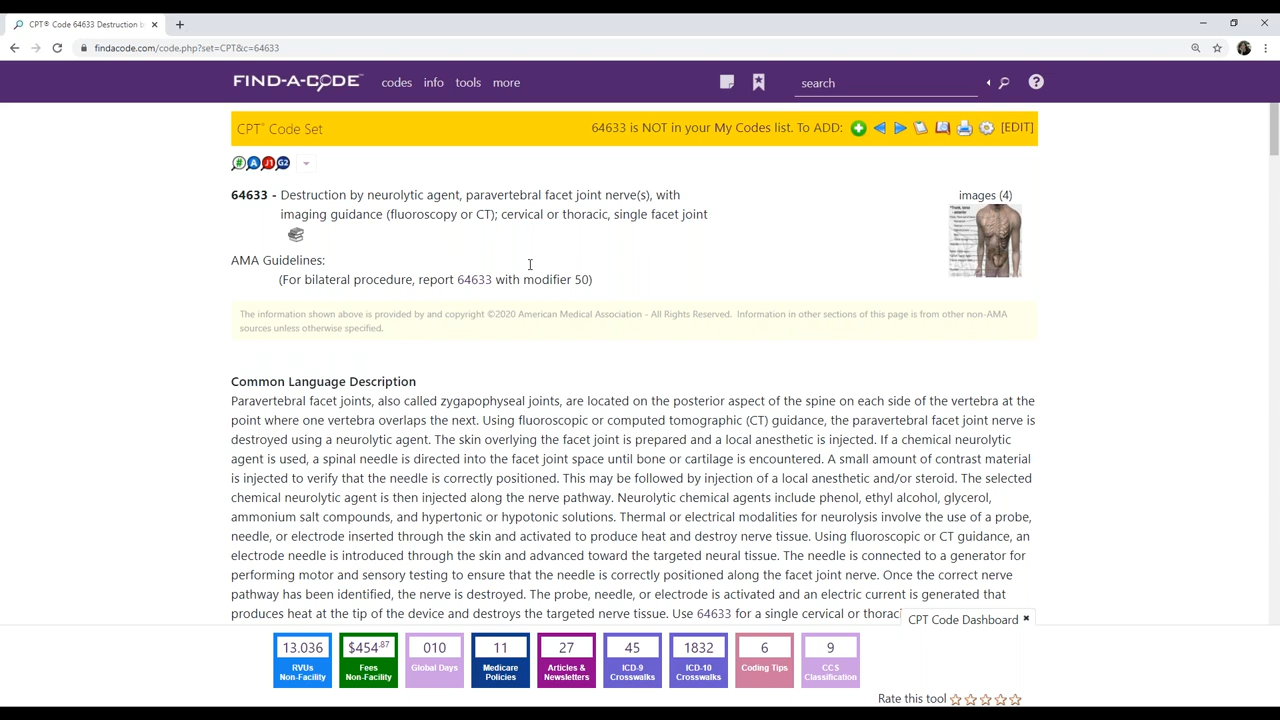 CPT® Code 64633 Destruction b
findacode.com/code.php?set=CPT&c=64633
FIND-A-CODE™ codes info tools more search
CPT® Code Set 64633 is NOT in your My Codes list. To ADD: [EDIT]
# A J1 G2
64633 - Destruction by neurolytic agent, paravertebral facet joint nerve(s), with
imaging guidance (fluoroscopy or CT); cervical or thoracic, single facet joint
images (4)
AMA Guidelines:
(For bilateral procedure, report 64633 with modifier 50)
The information shown above is provided by and copyright ©2020 American Medical Association - All Rights Reserved. Information in other sections of this page is from other non-AMA
sources unless otherwise specified.
Common Language Description
Paravertebral facet joints, also called zygapophyseal joints, are located on the posterior aspect of the spine on each side of the vertebra at the
point where one vertebra overlaps the next. Using fluoroscopic or computed tomographic (CT) guidance, the paravertebral facet joint nerve is
destroyed using a neurolytic agent. The skin overlying the facet joint is prepared and a local anesthetic is injected. If a chemical neurolytic
agent is used, a spinal needle is directed into the facet joint space until bone or cartilage is encountered. A small amount of contrast material
is injected to verify that the needle is correctly positioned. This may be followed by injection of a local anesthetic and/or steroid. The selected
chemical neurolytic agent is then injected along the nerve pathway. Neurolytic chemical agents include phenol, ethyl alcohol, glycerol,
ammonium salt compounds, and hypertonic or hypotonic solutions. Thermal or electrical modalities for neurolysis involve the use of a probe,
needle, or electrode inserted through the skin and activated to produce heat and destroy nerve tissue. Using fluoroscopic or CT guidance, an
electrode needle is introduced through the skin and advanced toward the targeted neural tissue. The needle is connected to a generator for
performing motor and sensory testing to ensure that the needle is correctly positioned along the facet joint nerve. Once the correct nerve
pathway has been identified, the nerve is destroyed. The probe, needle, or electrode is activated and an electric current is generated that
produces heat at the tip of the device and destroys the targeted nerve tissue. Use 64633 for a single cervical or thorac
CPT Code Dashboard
13.036 $454.87 010 11 27 45 1832 6 9
RVUs Fees Global Days Medicare Articles & ICD-9 ICD-10 Coding Tips CCS
Non-Facility Non-Facility Policies Newsletters Crosswalks Crosswalks Classification
Rate this tool